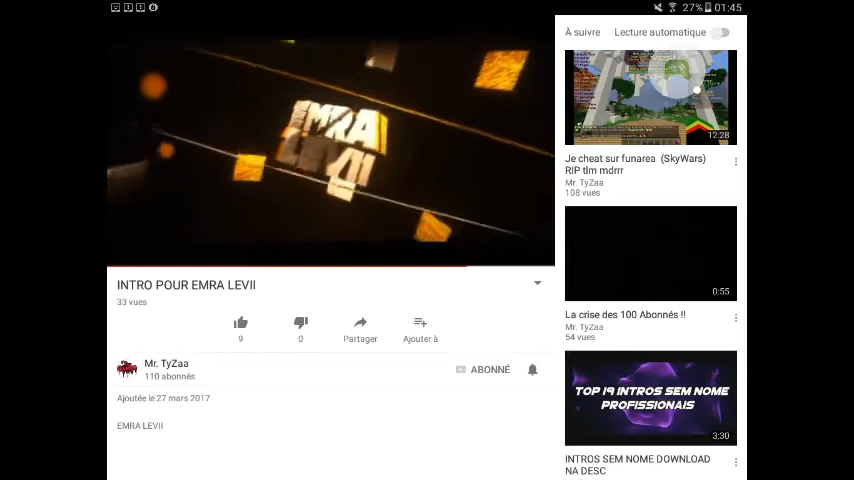 27% 01:45
EMRA
LEVII
INTRO POUR EMRA LEVII
33 vues
9
0
Partager
Ajouter à
Mr. TyZaa
110 abonnés
ABONNÉ
Ajoutée le 27 mars 2017
EMRA LEVII
À suivre
Lecture automatique
12:28
Je cheat sur funarea (SkyWars)
RIP tlm mdrrr
Mr. TyZaa
108 vues
0:55
La crise des 100 Abonnés !!
Mr. TyZaa
54 vues
TOP 19 INTROS SEM NOME
PROFISSIONAIS
3:30
INTROS SEM NOME DOWNLOAD
NA DESC